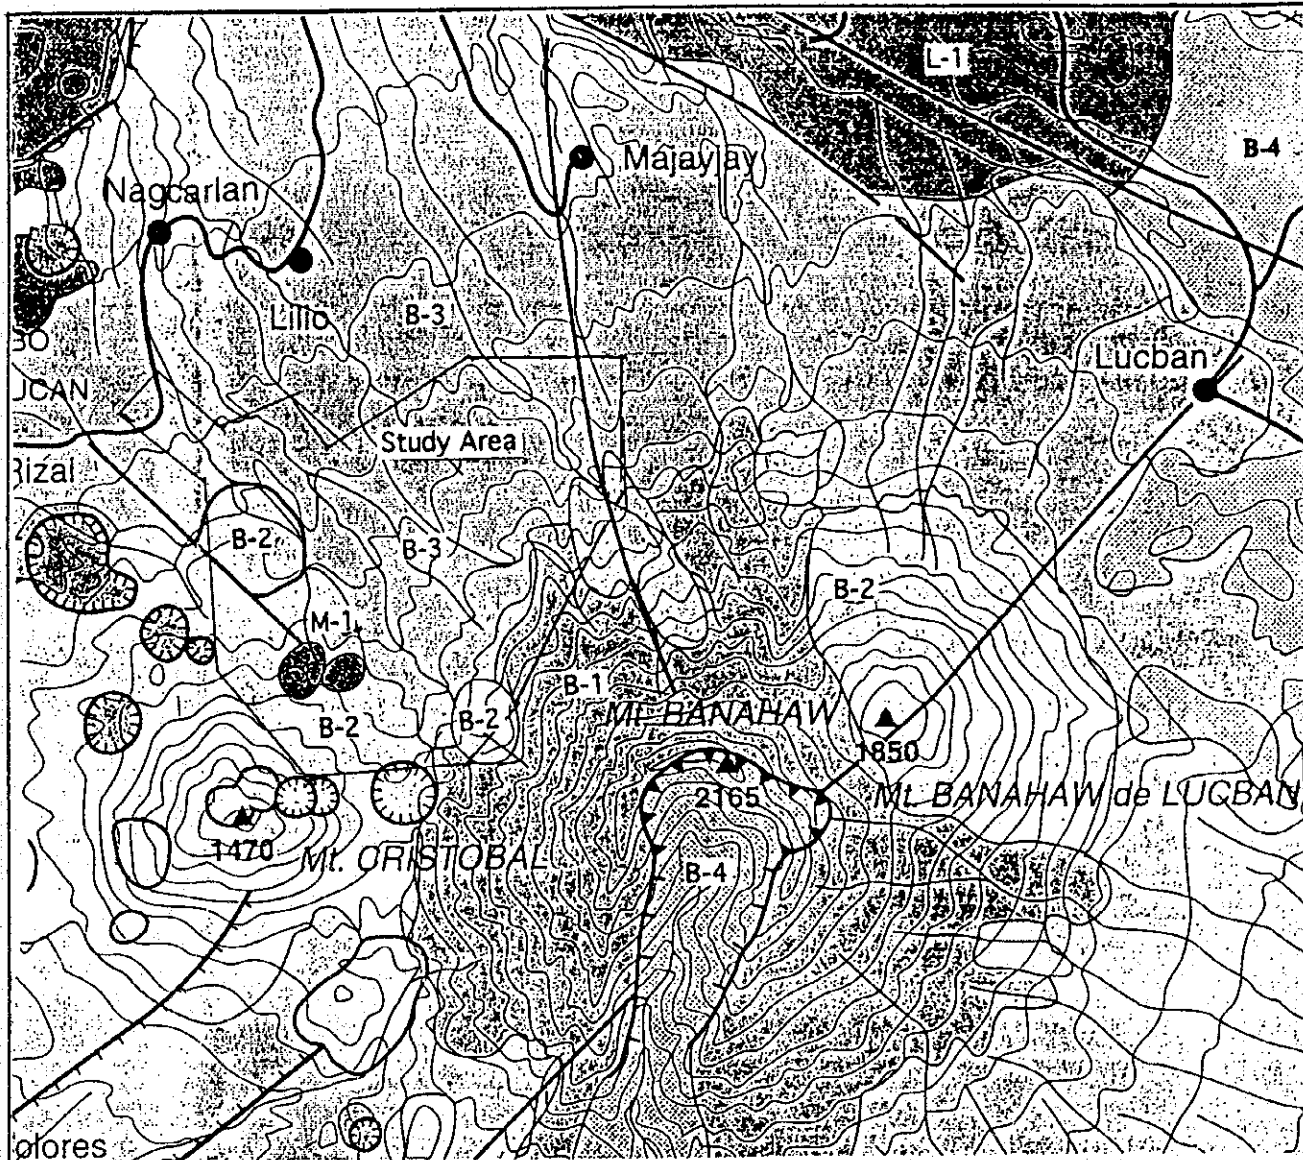 L-1
B-4
Majayjay
Nagcarlan
Lilio
B-3
JCAN
Lucban
Study Area
Rizal
B-2
B-3
B-2
M-1
B-1
B-2
B-2
Mt. BANAHAW
1850
2165
Mt. BANAHAW de LUCBAN
1470
Mt. CRISTOBAL
B-4
olores